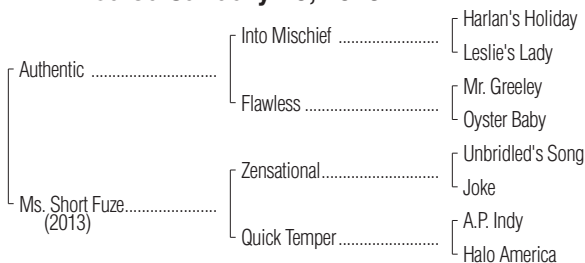 Harlan's Holiday
Into Mischief ........................
Leslie's Lady
Authentic ..............................
Mr. Greeley
Flawless ................................
Oyster Baby
Unbridled's Song
Zensational............................
Joke
Ms. Short Fuze......................
(2013)
A.P. Indy
Quick Temper........................
Halo America